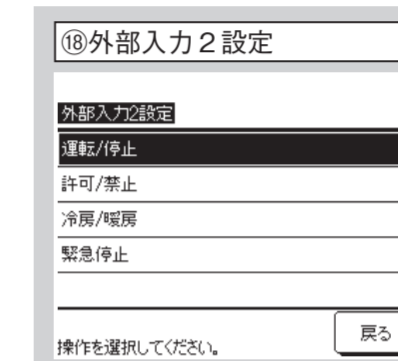 ⑱外部入力２設定
外部入力2設定
運転/停止
許可/禁止
冷房/暖房
緊急停止
戻る
操作を選択してください。